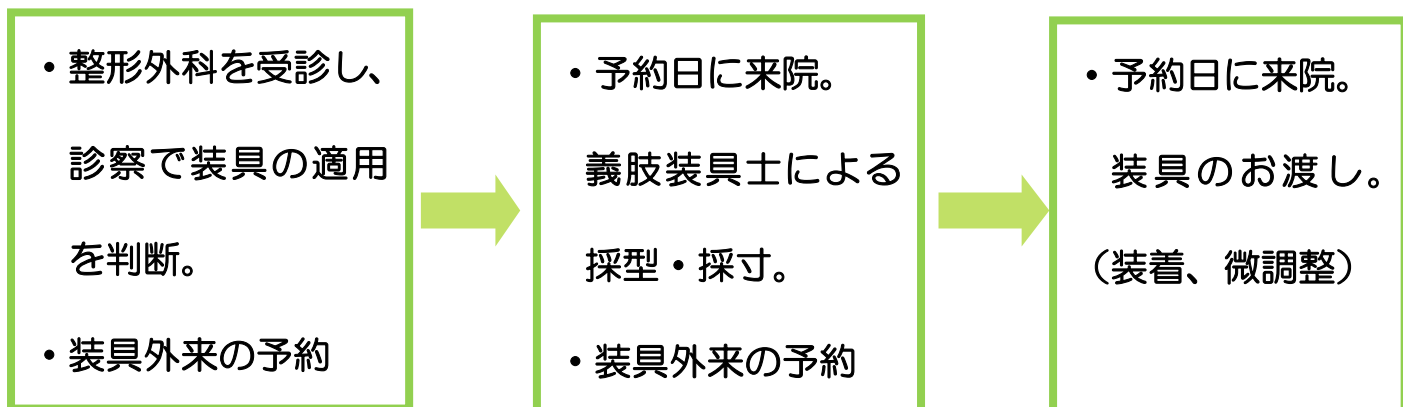 ・整形外科を受診し、
診察で装具の適用
を判断。
・装具外来の予約
・予約日に来院。
義肢装具士による
採型・採寸。
・装具外来の予約
・予約日に来院。
装具のお渡し。
（装着、微調整）